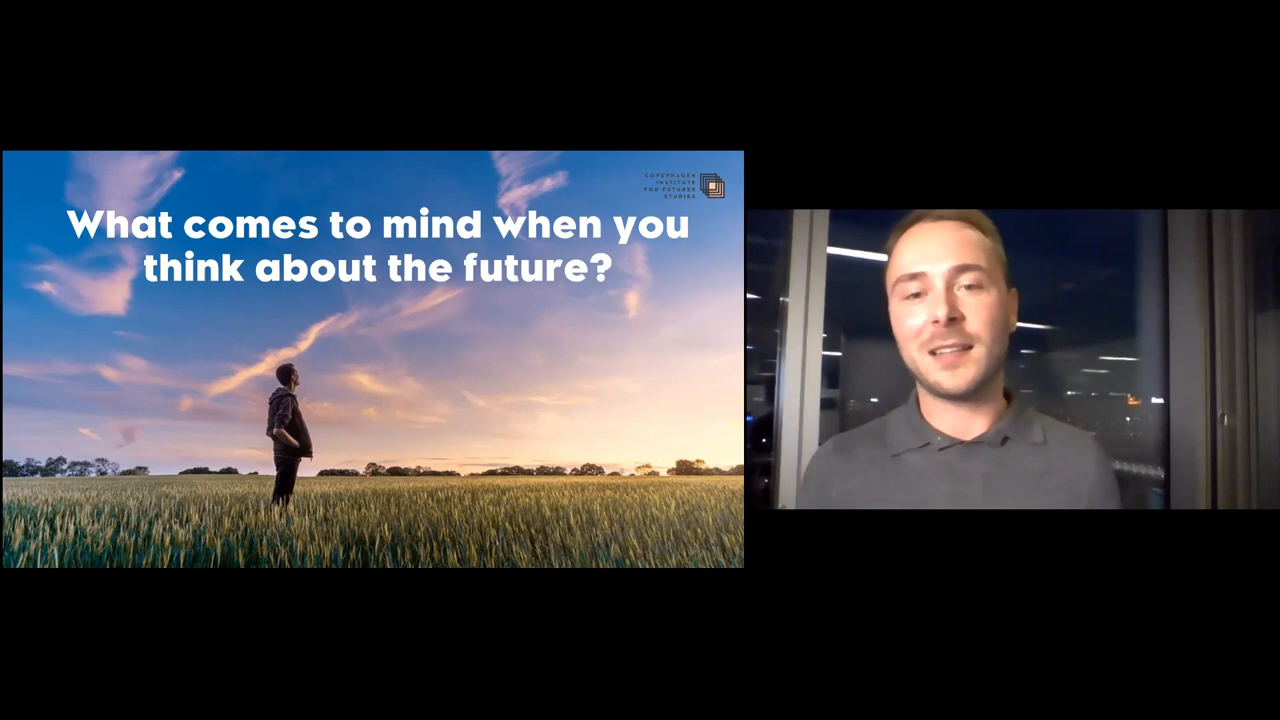 COPENHAGEN
INSTITUTE
FOR FUTURES
STUDIES
What comes to mind when you
think about the future?